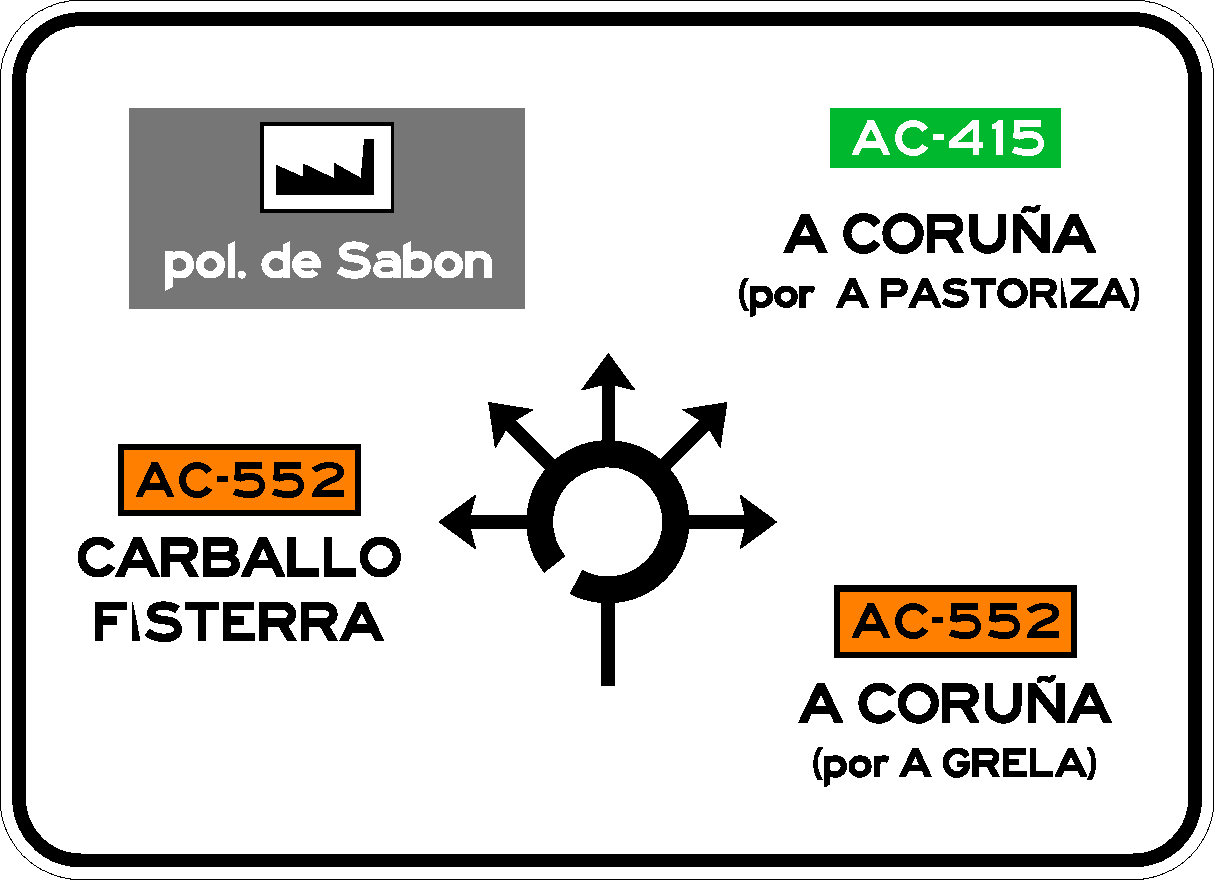 pol. de Sabon
AC-415
A CORUÑA
(por A PASTORIZA)
AC-552
CARBALLO
FISTERRA
AC-552
A CORUÑA
(por A GRELA)